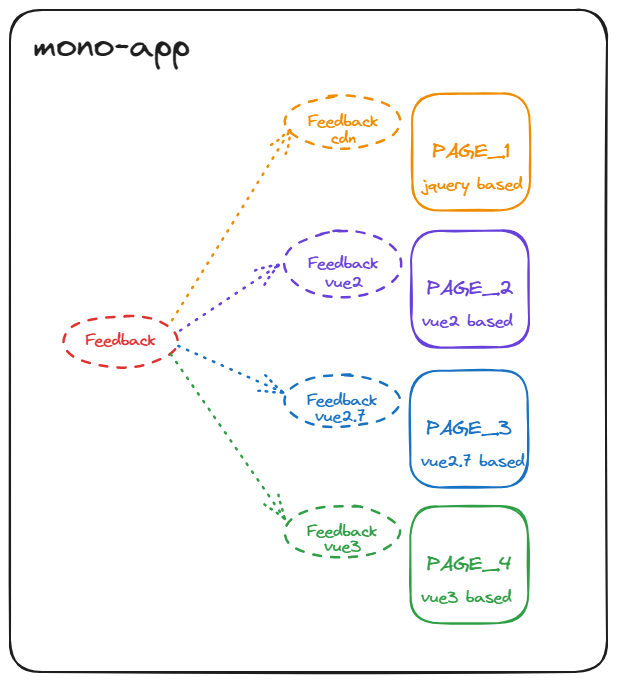 mono-app
Feedback
cdn
PAGE_1
jquery based
Feedback
vue2
PAGE_2
vue2 based
Feedback
Feedback
vue2.7
PAGE_3
vue2.7 based
Feedback
vue3
PAGE_4
vue3 based